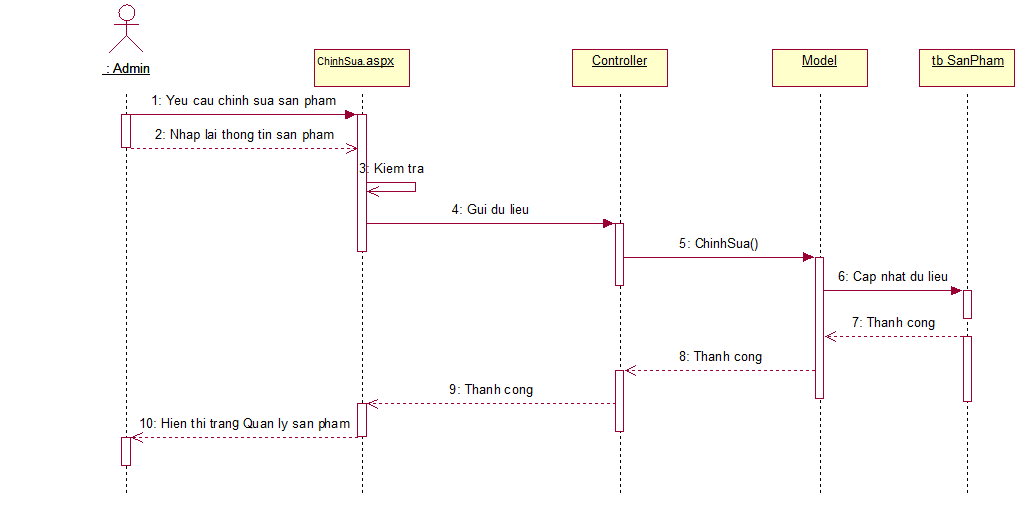 : Admin
ChinhSua.aspx
Controller
Model
tb SanPham
1: Yeu cau chinh sua san pham
2: Nhap lai thong tin san pham
3: Kiem tra
4: Gui du lieu
5: ChinhSua()
6: Cap nhat du lieu
7: Thanh cong
8: Thanh cong
9: Thanh cong
10: Hien thi trang Quan ly san pham